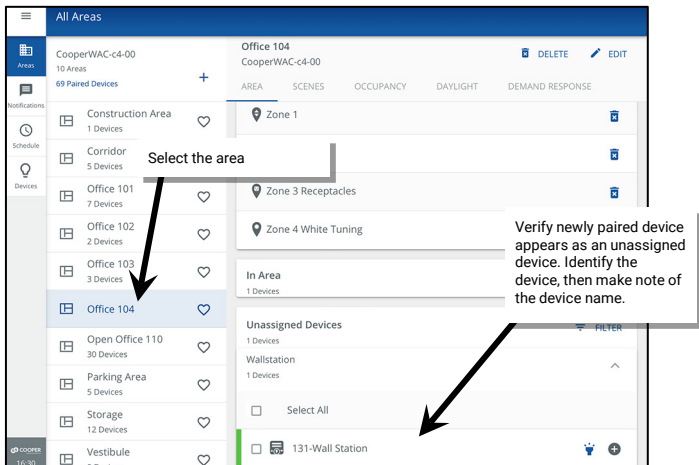 All Areas
Areas
Notifications
Schedule
Devices
COOPER
16:30
CooperWAC-c4-00
10 Areas
69 Paired Devices
+
Construction Area
1 Devices
Corridor
5 Devices
Office 101
7 Devices
Office 102
2 Devices
Office 103
3 Devices
Office 104
Open Office 110
30 Devices
Parking Area
5 Devices
Storage
12 Devices
Vestibule
Select the area
Office 104
CooperWAC-c4-00
DELETE
EDIT
AREA SCENES OCCUPANCY DAYLIGHT DEMAND RESPONSE
Zone 1
Zone 3 Receptacles
Zone 4 White Tuning
In Area
1 Devices
Unassigned Devices
1 Devices
FILTER
Wallstation
1 Devices
Select All
131-Wall Station
Verify newly paired device
appears as an unassigned
device. Identify the
device, then make note of
the device name.